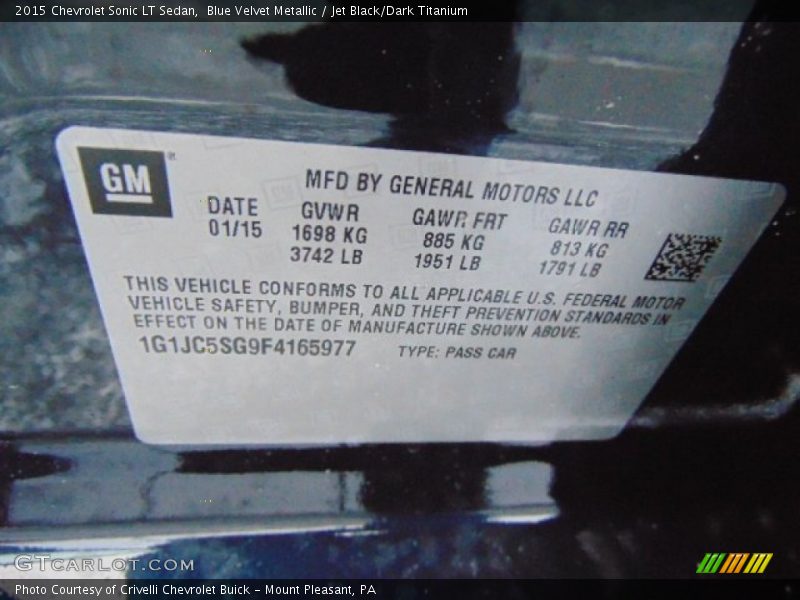 2015 Chevrolet Sonic LT Sedan,  Blue Velvet Metallic / Jet Black/Dark Titanium
GM
MFD BY GENERAL MOTORS LLC
DATE GVWR GAWR FRT GAWR RR
01/15 1698 KG 885 KG 813 KG
3742 LB 1951 LB 1791 LB
THIS VEHICLE CONFORMS TO ALL APPLICABLE U.S. FEDERAL MOTOR
VEHICLE SAFETY, BUMPER, AND THEFT PREVENTION STANDARDS IN
EFFECT ON THE DATE OF MANUFACTURE SHOWN ABOVE.
1G1JC5SG9F4165977 TYPE: PASS CAR
GTCARLOT.COM
Photo Courtesy of Crivelli Chevrolet Buick - Mount Pleasant, PA